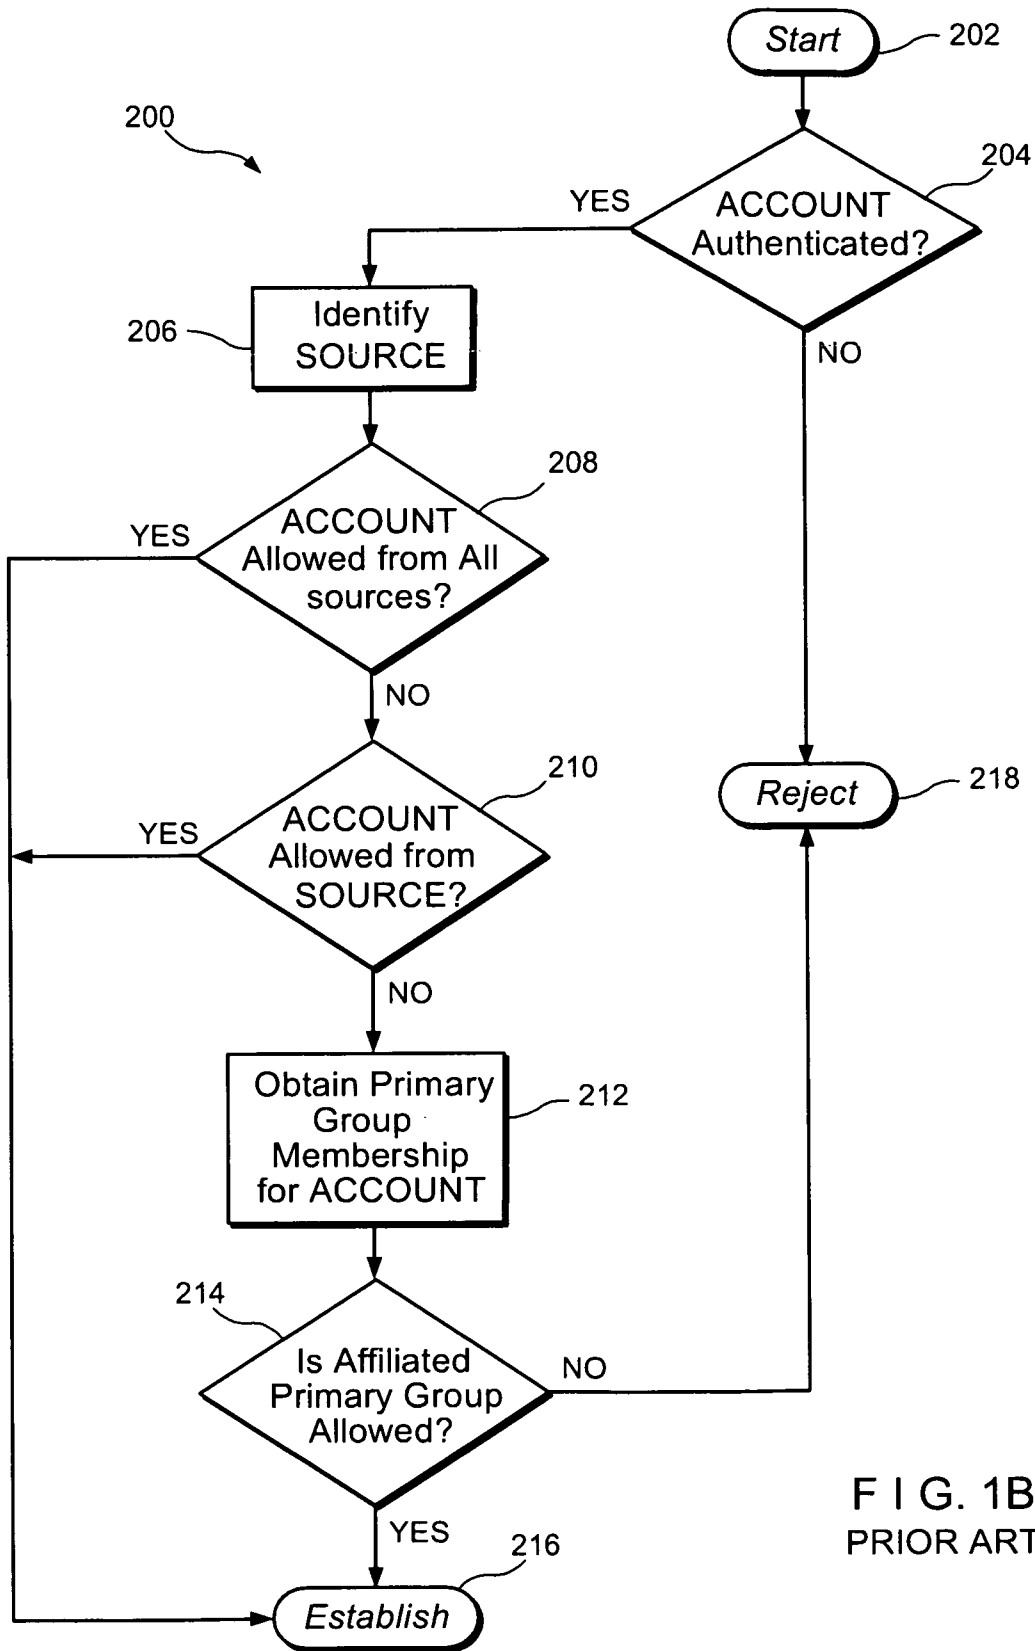 Start
202
200
204
YES
ACCOUNT
Authenticated?
206
Identify
SOURCE
NO
208
YES
ACCOUNT
Allowed from All
sources?
NO
210
YES
ACCOUNT
Allowed from
SOURCE?
Reject
218
NO
Obtain Primary
Group
Membership
for ACCOUNT
212
214
Is Affiliated
Primary Group
Allowed?
NO
YES
216
Establish
F I G. 1B
PRIOR ART